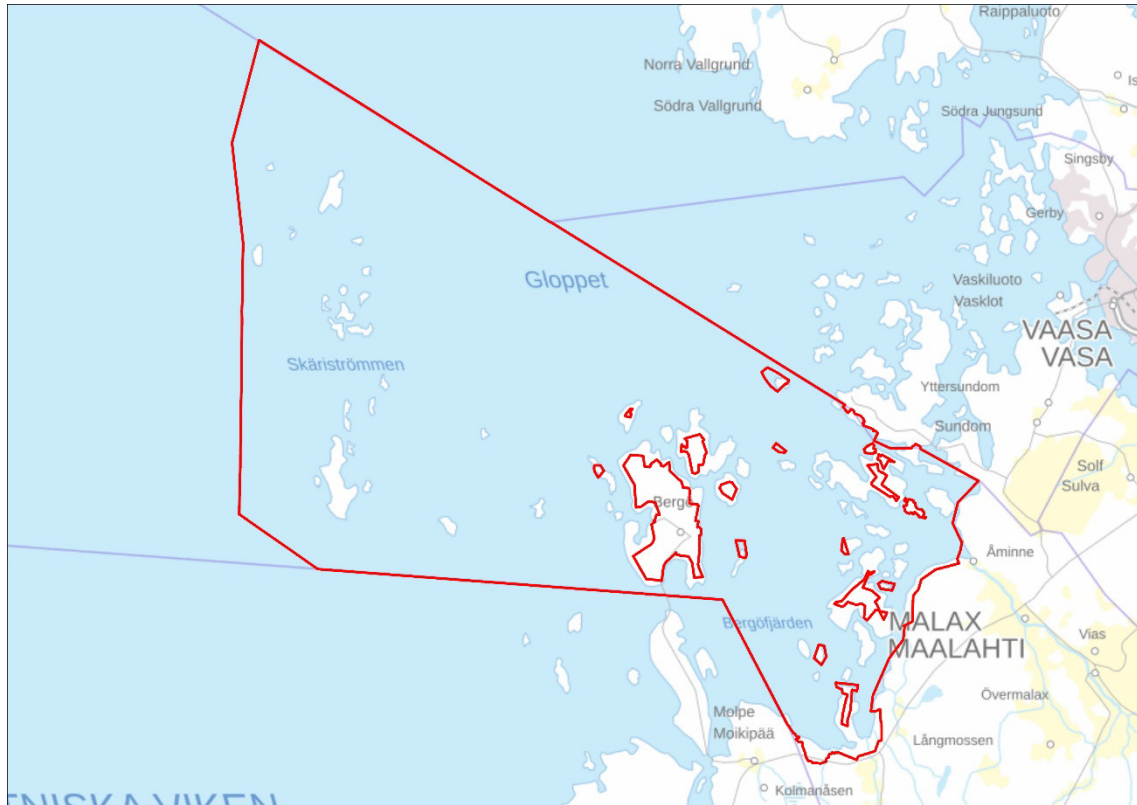 Raippaluoto
Norra Vallgrund
Södra Vallgrund
Södra Jungsund
Singsby
Gerby
Gloppet
Vaskiluoto
Vasklot
VAASA
VASA
Skäriströmmen
Yttersundom
Sundom
Solf
Sulva
Bergö
Åminne
Bergöfjärden
MALAX
MAALAHTI
Vias
Övermalax
Molpe
Moikipää
Långmossen
Kolmanåsen